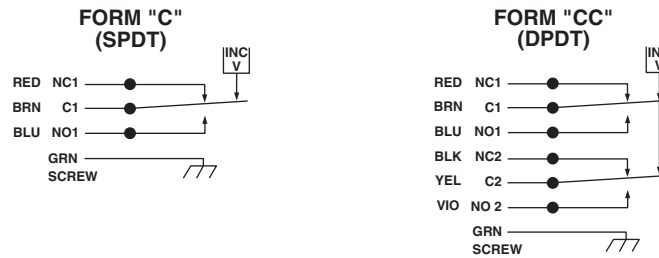 FORM "C"
(SPDT)
INC
V
RED NC1
BRN C1
BLU NO1
GRN
SCREW
FORM "CC"
(DPDT)
V
RED NC1
BRN C1
BLU NO1
BLK NC2
YEL C2
VIO NO 2
GRN
SCREW